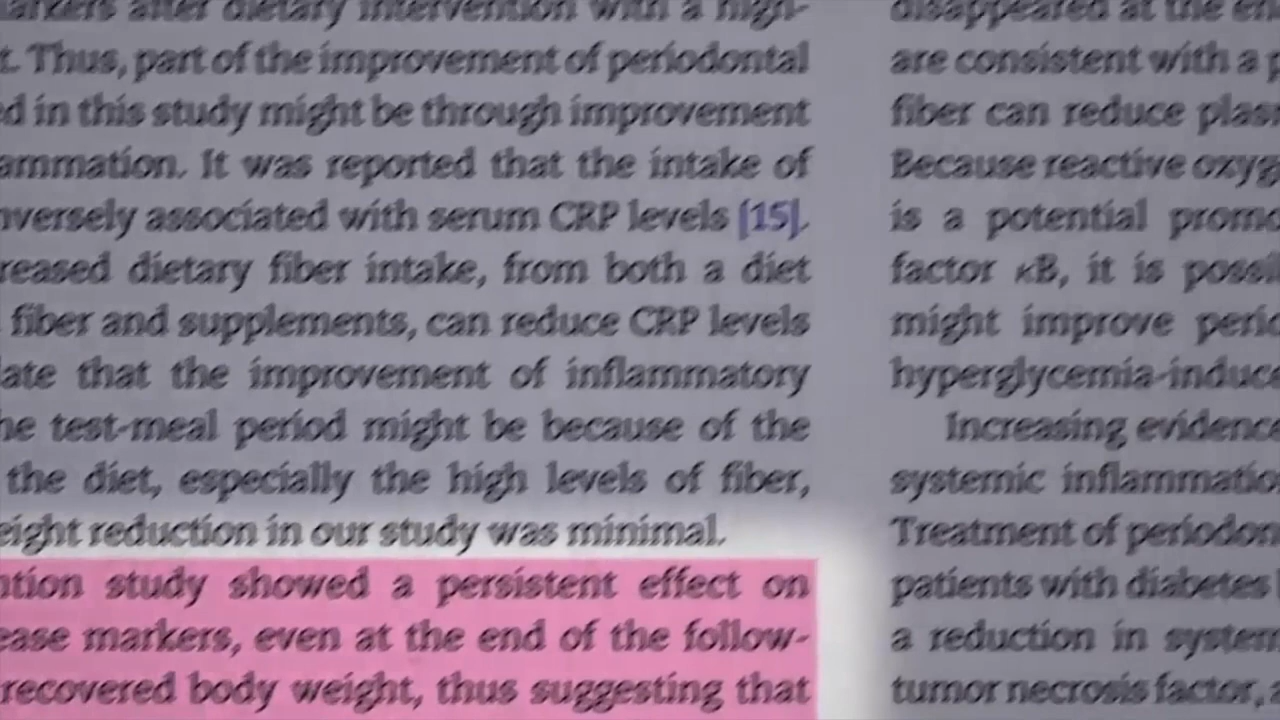 markers after dietary intervention with a high-
t. Thus, part of the improvement of periodontal
ed in this study might be through improvement
ammation. It was reported that the intake of
nversely associated with serum CRP levels [15].
reased dietary fiber intake, from both a diet
fiber and supplements, can reduce CRP levels
late that the improvement of inflammatory
he test-meal period might be because of the
the diet, especially the high levels of fiber,
eight reduction in our study was minimal.
ntion study showed a persistent effect on
ease markers, even at the end of the follow-
recovered body weight, thus suggesting that
disappeared at the en
are consistent with a p
fiber can reduce plas
Because reactive oxyg
is a potential promo
factor κB, it is possi
might improve perio
hyperglycemia-induce
Increasing evidence
systemic inflammatio
Treatment of periodon
patients with diabetes
a reduction in system
tumor necrosis factor, a